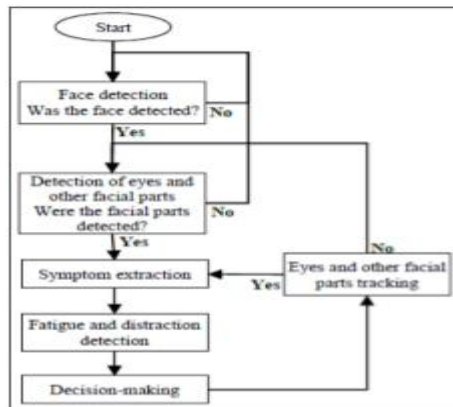 Start
Face detection
Was the face detected?
No
Yes
Detection of eyes and
other facial parts
Were the facial parts
detected?
No
Yes
No
Eyes and other facial
parts tracking
Yes
Symptom extraction
Fatigue and distraction
detection
Decision-making